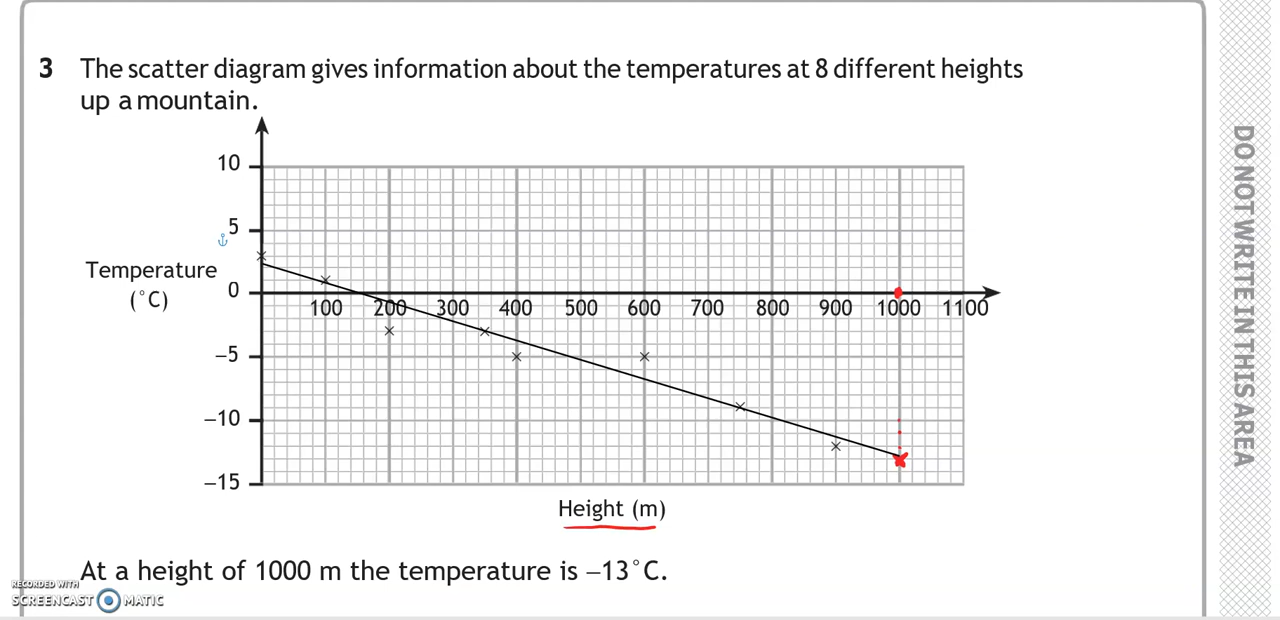 3 The scatter diagram gives information about the temperatures at 8 different heights
up a mountain.
10
5
Temperature
(°C)
0
100 200 300 400 500 600 700 800 900 1000 1100
−5
−10
−15
Height (m)
At a height of 1000 m the temperature is −13°C.
DO NOT WRITE IN THIS AREA
RECORDED WITH
SCREENCAST MATIC